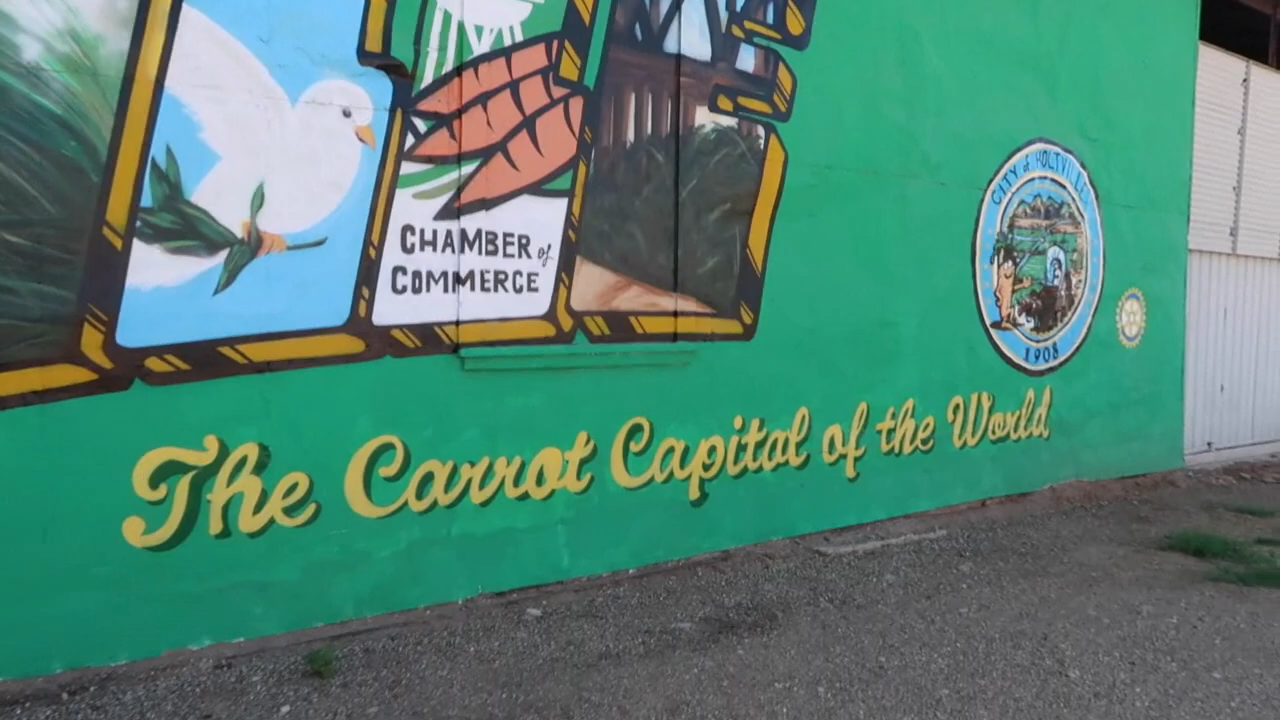 CHAMBER of
COMMERCE
CITY of HOLTVILLE
1908
The Carrot Capital of the World